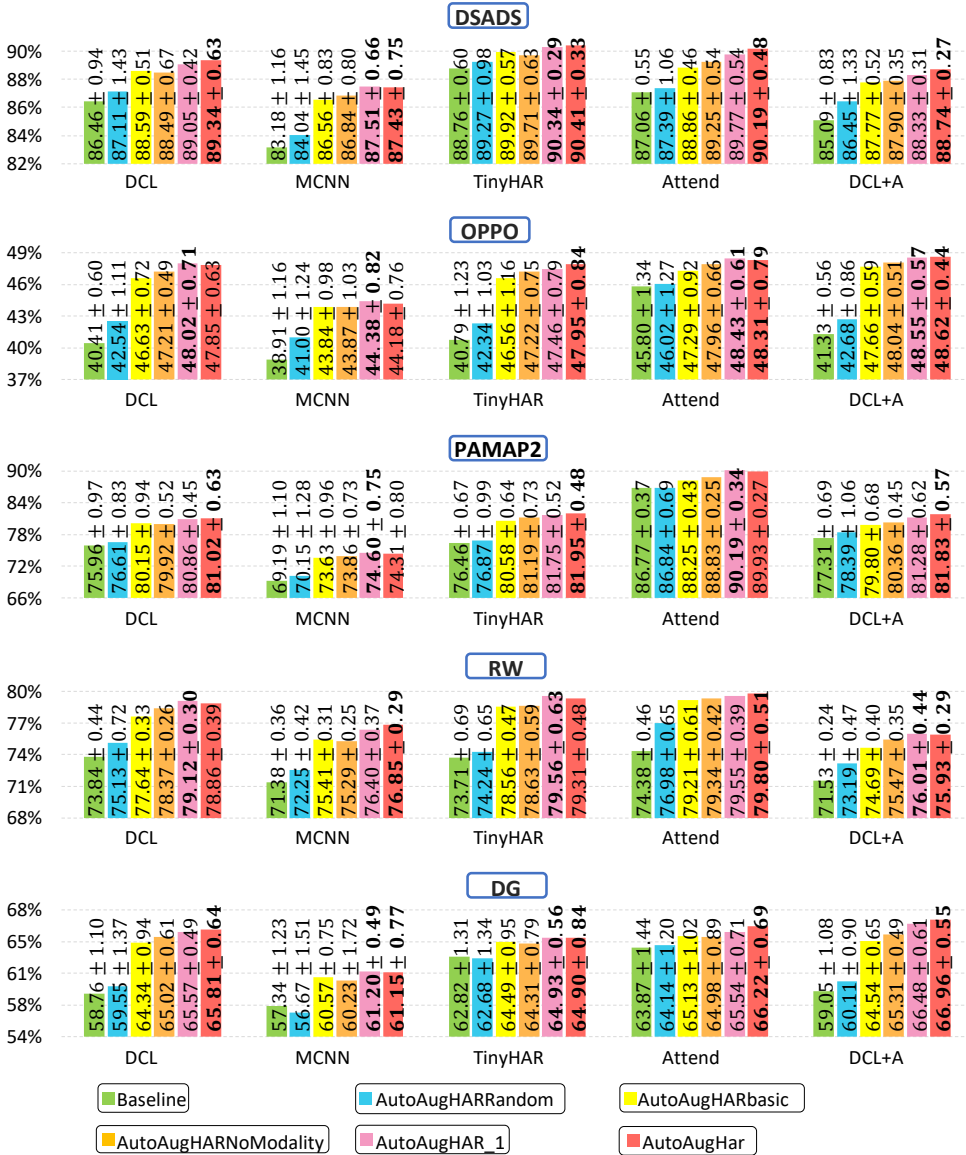 DSADS
90%
88%
86%
84%
82%
86.46 ± 0.94
87.11 ± 1.43
88.59 ± 0.51
88.49 ± 0.67
89.05 ± 0.42
89.34 ± 0.63
83.18 ± 1.16
84.04 ± 1.45
86.56 ± 0.83
86.84 ± 0.80
87.51 ± 0.66
87.43 ± 0.75
88.76 ± 0.60
89.27 ± 0.98
89.92 ± 0.57
89.71 ± 0.63
90.34 ± 0.29
90.41 ± 0.33
87.06 ± 0.55
87.39 ± 1.06
88.86 ± 0.46
89.25 ± 0.54
89.77 ± 0.54
90.19 ± 0.48
85.09 ± 0.83
86.45 ± 1.33
87.77 ± 0.52
87.90 ± 0.35
88.33 ± 0.31
88.74 ± 0.27
DCL
MCNN
TinyHAR
Attend
DCL+A
OPPO
49%
46%
43%
40%
37%
40.41 ± 0.60
42.54 ± 1.11
46.63 ± 0.72
47.21 ± 0.49
48.02 ± 0.71
47.85 ± 0.63
38.91 ± 1.16
41.00 ± 1.24
43.84 ± 0.98
43.87 ± 1.03
44.38 ± 0.82
44.18 ± 0.76
40.79 ± 1.23
42.34 ± 1.03
46.56 ± 1.16
47.22 ± 0.75
47.46 ± 0.79
47.95 ± 0.84
45.80 ± 1.34
46.02 ± 1.27
47.29 ± 0.92
47.96 ± 0.66
48.43 ± 0.61
48.31 ± 0.79
41.33 ± 0.56
42.68 ± 0.86
47.66 ± 0.59
48.04 ± 0.51
48.55 ± 0.57
48.62 ± 0.44
DCL
MCNN
TinyHAR
Attend
DCL+A
PAMAP2
90%
84%
78%
72%
66%
75.96 ± 0.97
76.61 ± 0.83
80.15 ± 0.94
79.92 ± 0.52
80.86 ± 0.45
81.02 ± 0.63
69.19 ± 1.10
70.15 ± 1.28
73.63 ± 0.96
73.86 ± 0.73
74.60 ± 0.75
74.31 ± 0.80
76.46 ± 0.67
76.87 ± 0.99
80.58 ± 0.64
81.19 ± 0.73
81.75 ± 0.52
81.95 ± 0.48
86.77 ± 0.37
86.84 ± 0.69
88.25 ± 0.43
88.83 ± 0.25
90.19 ± 0.34
89.93 ± 0.27
77.31 ± 0.69
78.39 ± 1.06
79.80 ± 0.68
80.36 ± 0.45
81.28 ± 0.62
81.83 ± 0.57
DCL
MCNN
TinyHAR
Attend
DCL+A
RW
80%
77%
74%
71%
68%
73.84 ± 0.44
75.13 ± 0.72
77.64 ± 0.33
78.37 ± 0.26
79.12 ± 0.30
78.86 ± 0.39
71.38 ± 0.36
72.25 ± 0.42
75.41 ± 0.31
75.29 ± 0.25
76.40 ± 0.37
76.85 ± 0.29
73.71 ± 0.69
74.24 ± 0.65
78.56 ± 0.47
78.63 ± 0.59
79.56 ± 0.63
79.31 ± 0.48
74.38 ± 0.46
76.98 ± 0.65
79.21 ± 0.61
79.34 ± 0.42
79.55 ± 0.39
79.80 ± 0.51
71.53 ± 0.24
73.19 ± 0.47
74.69 ± 0.40
75.47 ± 0.35
76.01 ± 0.44
75.93 ± 0.29
DCL
MCNN
TinyHAR
Attend
DCL+A
DG
68%
65%
61%
58%
54%
58.76 ± 1.10
59.55 ± 1.37
64.34 ± 0.94
65.02 ± 0.61
65.57 ± 0.49
65.81 ± 0.64
57.34 ± 1.23
56.67 ± 1.51
60.57 ± 0.75
60.23 ± 1.72
61.20 ± 0.49
61.15 ± 0.77
62.82 ± 1.31
62.68 ± 1.34
64.49 ± 0.95
64.31 ± 0.79
64.93 ± 0.56
64.90 ± 0.84
63.87 ± 1.44
64.14 ± 1.20
65.13 ± 1.02
64.98 ± 0.89
65.54 ± 0.71
66.22 ± 0.69
59.05 ± 1.08
60.11 ± 0.90
64.54 ± 0.65
65.31 ± 0.49
66.48 ± 0.61
66.96 ± 0.55
DCL
MCNN
TinyHAR
Attend
DCL+A
Baseline
AutoAugHARRandom
AutoAugHARbasic
AutoAugHARNoModality
AutoAugHAR_1
AutoAugHar